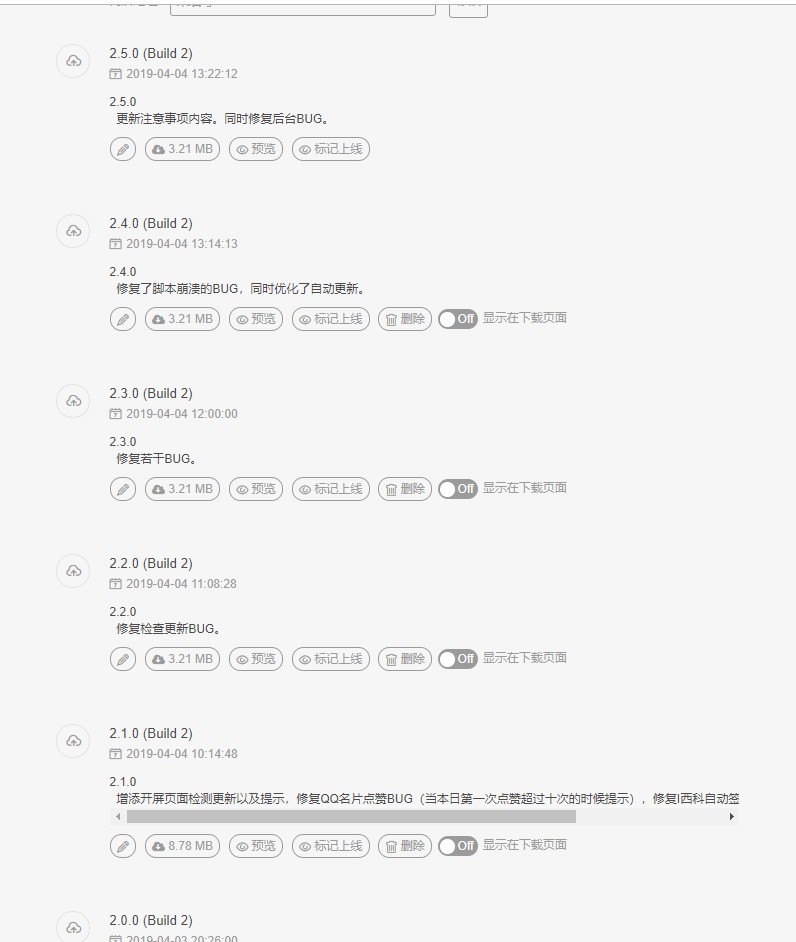 2.5.0 (Build 2)
2019-04-04 13:22:12
2.5.0
更新注意事项内容。同时修复后台BUG。
3.21 MB 预览 标记上线
2.4.0 (Build 2)
2019-04-04 13:14:13
2.4.0
修复了脚本崩溃的BUG，同时优化了自动更新。
3.21 MB 预览 标记上线 删除 Off 显示在下载页面
2.3.0 (Build 2)
2019-04-04 12:00:00
2.3.0
修复若干BUG。
3.21 MB 预览 标记上线 删除 Off 显示在下载页面
2.2.0 (Build 2)
2019-04-04 11:08:28
2.2.0
修复检查更新BUG。
3.21 MB 预览 标记上线 删除 Off 显示在下载页面
2.1.0 (Build 2)
2019-04-04 10:14:48
2.1.0
增添开屏页面检测更新以及提示，修复QQ名片点赞BUG（当本日第一次点赞超过十次的时候提示），修复I西科自动签
8.78 MB 预览 标记上线 删除 Off 显示在下载页面
2.0.0 (Build 2)
2019-04-03 20:26:00